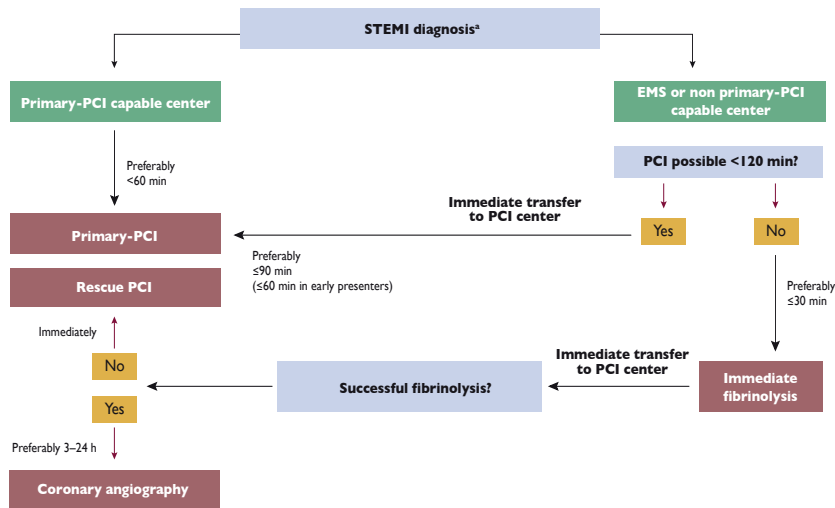 STEMI diagnosisᵃ
Primary-PCI capable center
EMS or non primary-PCI
capable center
Preferably
<60 min
PCI possible <120 min?
Immediate transfer
to PCI center
Primary-PCI
Yes
No
Preferably
≤90 min
(≤60 min in early presenters)
Rescue PCI
Preferably
≤30 min
Immediately
No
Successful fibrinolysis?
Immediate transfer
to PCI center
Immediate
fibrinolysis
Yes
Preferably 3–24 h
Coronary angiography